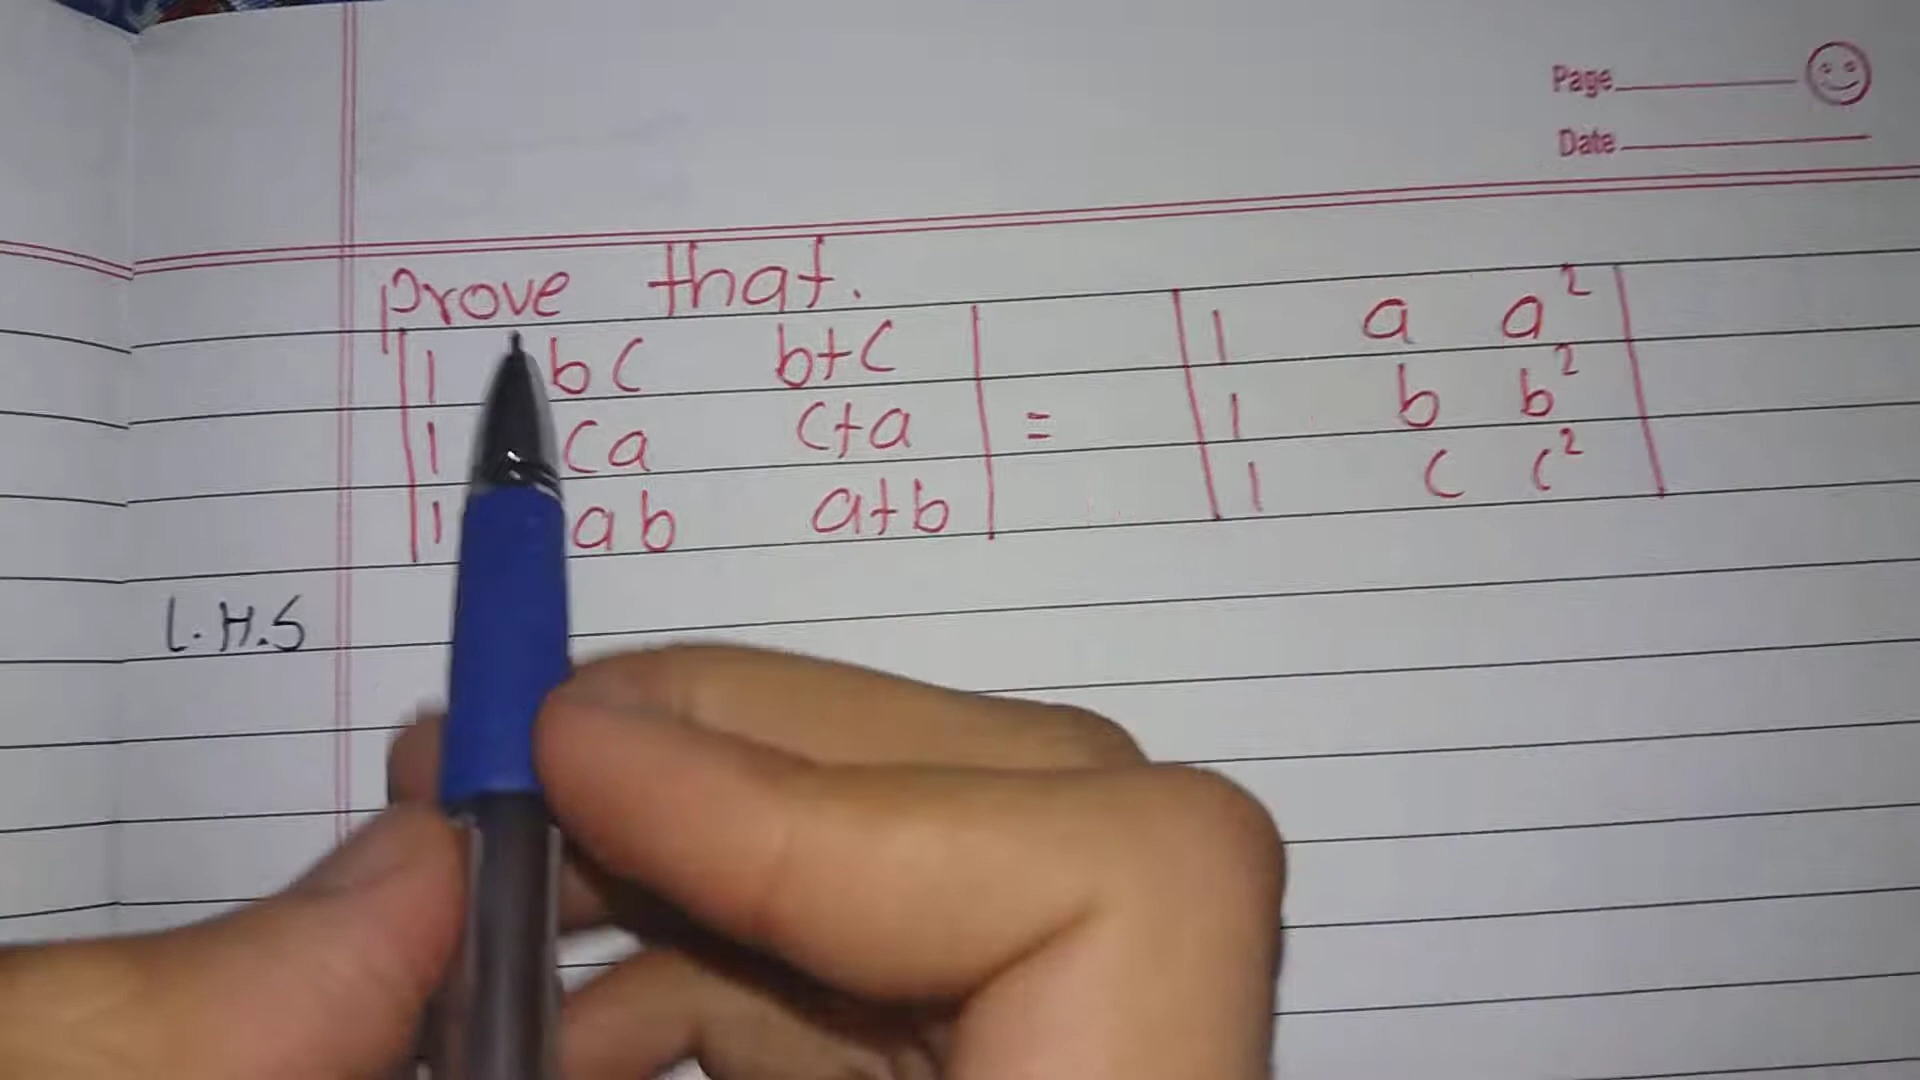 Page
Date
prove that.
| 1 bc b+c | = | 1 a a² |
| 1 ca c+a | | 1 b b² |
| 1 ab a+b | | 1 c c² |
L.H.S